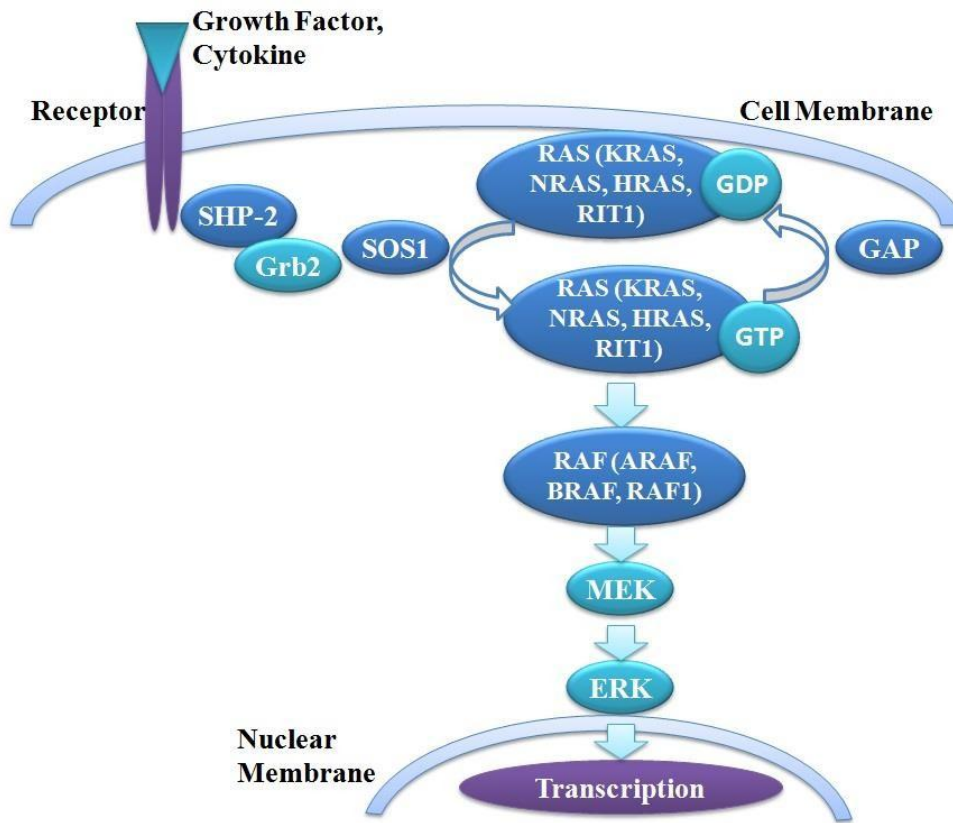 Growth Factor,
Cytokine
Receptor
Cell Membrane
RAS (KRAS,
NRAS, HRAS,
RIT1)
GDP
SHP-2
Grb2
SOS1
GAP
RAS (KRAS,
NRAS, HRAS,
RIT1)
GTP
RAF (ARAF,
BRAF, RAF1)
MEK
ERK
Nuclear
Membrane
Transcription